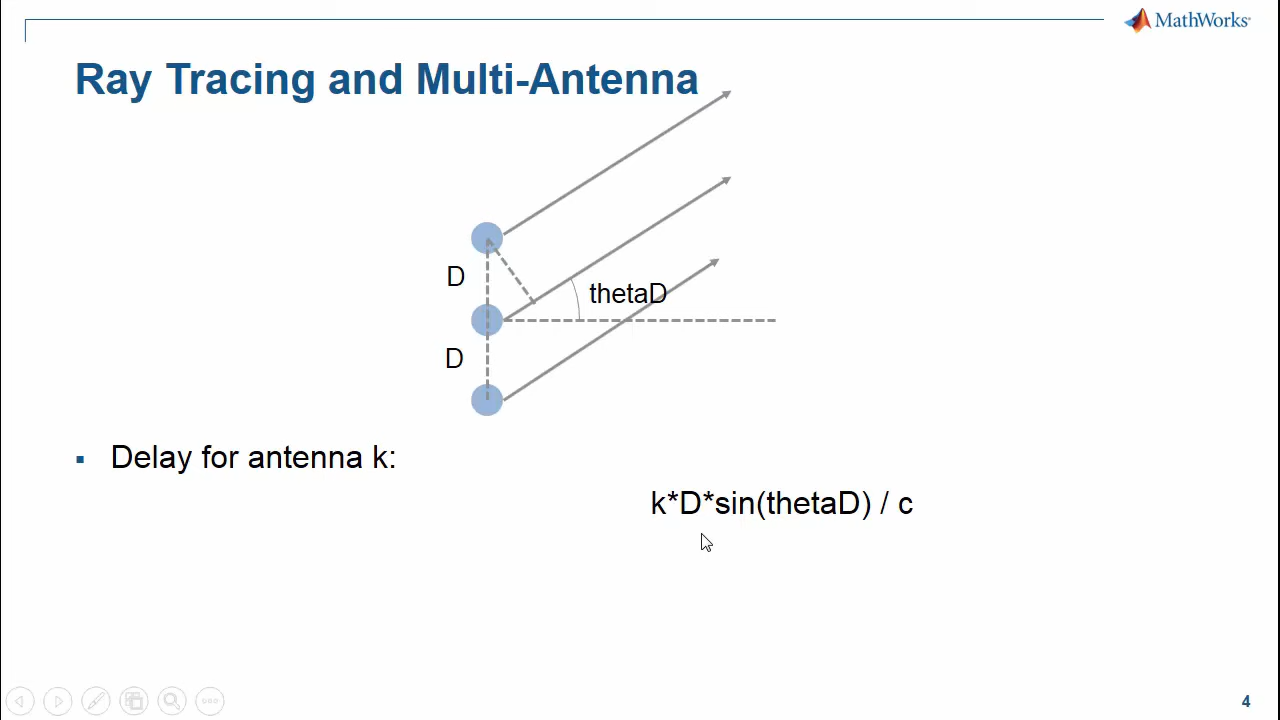 MathWorks®
Ray Tracing and Multi-Antenna
D
thetaD
D
▪ Delay for antenna k:
k*D*sin(thetaD) / c
4